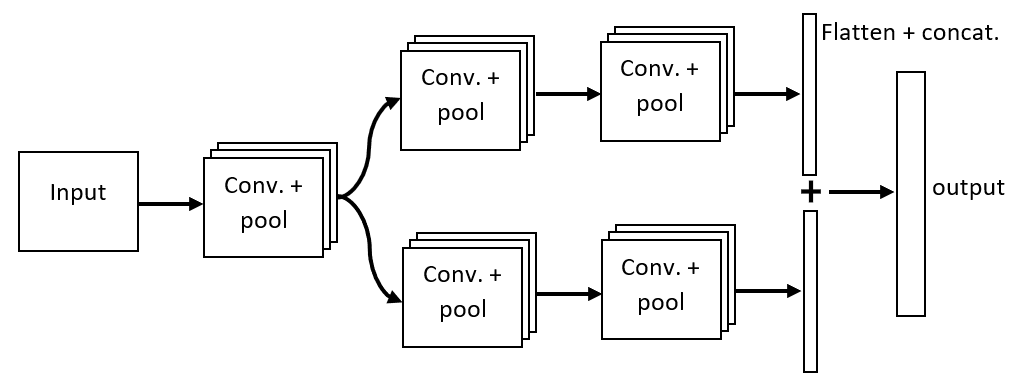 Input
Conv. +
pool
Conv. +
pool
Conv. +
pool
Flatten + concat.
Conv. +
pool
Conv. +
pool
+
output